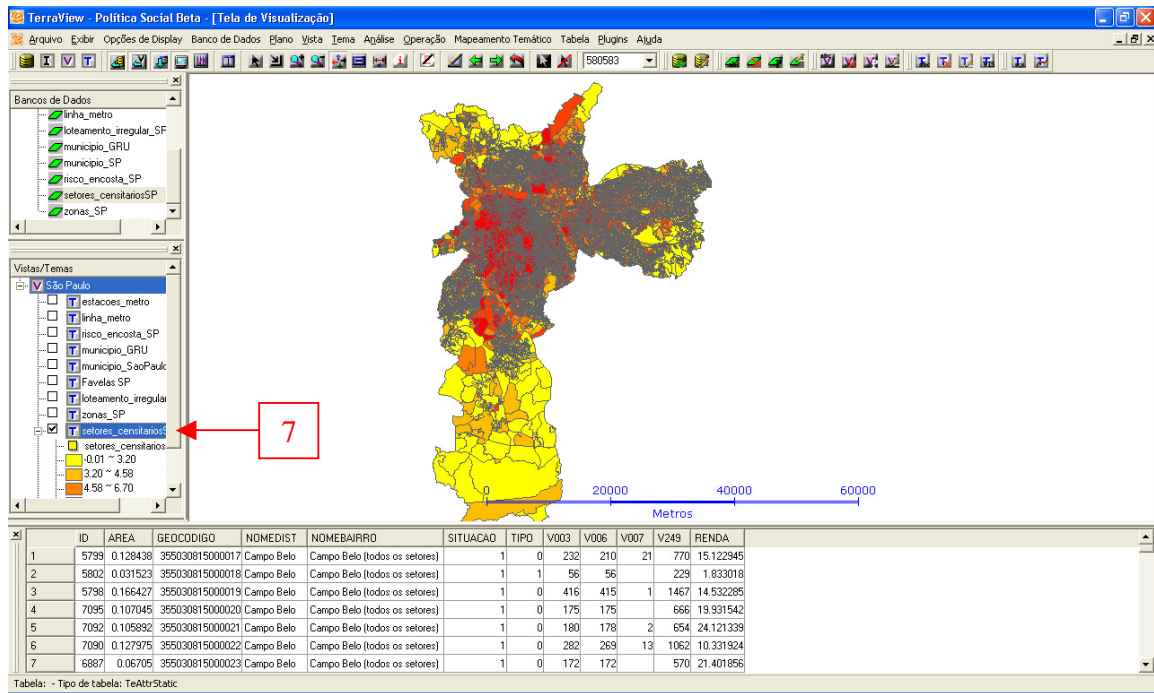 TerraView - Política Social Beta - [Tela de Visualização]
Arquivo Exibir Opções de Display Banco de Dados Plano Vista Tema Análise Operação Mapeamento Temático Tabela Plugins Ajuda
I V T 580583
Bancos de Dados
linha_metro
loteamento_irregular_SF
municipio_GRU
municipio_SP
risco_encosta_SP
setores_censitariosSP
zonas_SP
Vistas/Temas
V São Paulo
T estacoes_metro
T linha_metro
T risco_encosta_SP
T municipio_GRU
T municipio_SaoPaulo
T Favelas SP
T loteamento_irregular
T zonas_SP
T setores_censitariosS
setores_censitarios
-0.01 ~ 3.20
3.20 ~ 4.58
4.58 ~ 6.70
7
0 20000 40000 60000
Metros
ID AREA GEOCODIGO NOMEDIST NOMEBAIRRO SITUACAO TIPO V003 V006 V007 V249 RENDA
1 5799 0.128438 355030815000017 Campo Belo Campo Belo (todos os setores) 1 0 232 210 21 770 15.122945
2 5802 0.031523 355030815000018 Campo Belo Campo Belo (todos os setores) 1 1 56 56 229 1.833018
3 5798 0.166427 355030815000019 Campo Belo Campo Belo (todos os setores) 1 0 416 415 1 1467 14.532285
4 7095 0.107045 355030815000020 Campo Belo Campo Belo (todos os setores) 1 0 175 175 666 19.931542
5 7092 0.105892 355030815000021 Campo Belo Campo Belo (todos os setores) 1 0 180 178 2 654 24.121339
6 7090 0.127975 355030815000022 Campo Belo Campo Belo (todos os setores) 1 0 282 269 13 1062 10.331924
7 6887 0.06705 355030815000023 Campo Belo Campo Belo (todos os setores) 1 0 172 172 570 21.401856
Tabela: - Tipo de tabela: TeAttrStatic